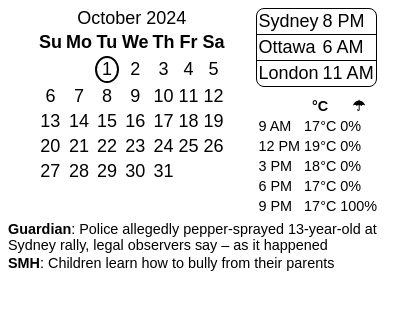 October 2024
Su Mo Tu We Th Fr Sa
1 2 3 4 5
6 7 8 9 10 11 12
13 14 15 16 17 18 19
20 21 22 23 24 25 26
27 28 29 30 31
Sydney 8 PM
Ottawa 6 AM
London 11 AM
°C ☂
9 AM 17°C 0%
12 PM 19°C 0%
3 PM 18°C 0%
6 PM 17°C 0%
9 PM 17°C 100%
Guardian: Police allegedly pepper-sprayed 13-year-old at
Sydney rally, legal observers say – as it happened
SMH: Children learn how to bully from their parents